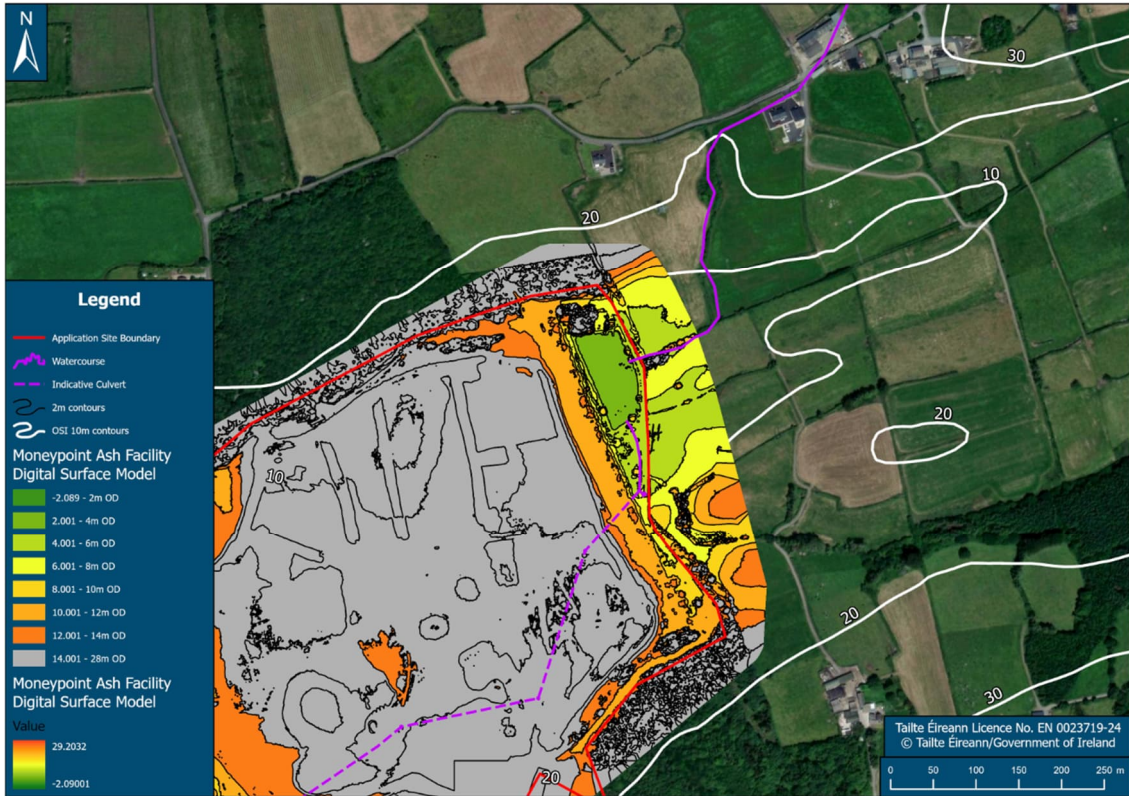 N
30
10
20
20
10
20
30
20
Legend
Application Site Boundary
Watercourse
Indicative Culvert
2m contours
OSI 10m contours
Moneypoint Ash Facility
Digital Surface Model
-2.089 - 2m OD
2.001 - 4m OD
4.001 - 6m OD
6.001 - 8m OD
8.001 - 10m OD
10.001 - 12m OD
12.001 - 14m OD
14.001 - 28m OD
Moneypoint Ash Facility
Digital Surface Model
Value
29.2032
-2.09001
Tailte Éireann Licence No. EN 0023719-24
© Tailte Éireann/Government of Ireland
0 50 100 150 200 250 m